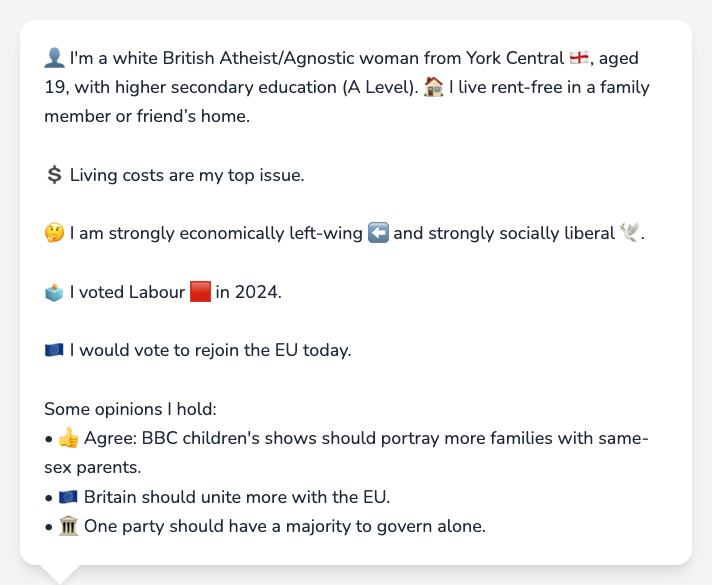 👤 I'm a white British Atheist/Agnostic woman from York Central 🏴󠁧󠁢󠁥󠁮󠁧󠁿, aged
19, with higher secondary education (A Level). 🏠 I live rent-free in a family
member or friend’s home.
💲 Living costs are my top issue.
🤔 I am strongly economically left-wing ⬅️ and strongly socially liberal 🕊️.
🗳️ I voted Labour 🟥 in 2024.
🇪🇺 I would vote to rejoin the EU today.
Some opinions I hold:
• 👍 Agree: BBC children's shows should portray more families with same-
sex parents.
• 🇪🇺 Britain should unite more with the EU.
• 🏛️ One party should have a majority to govern alone.